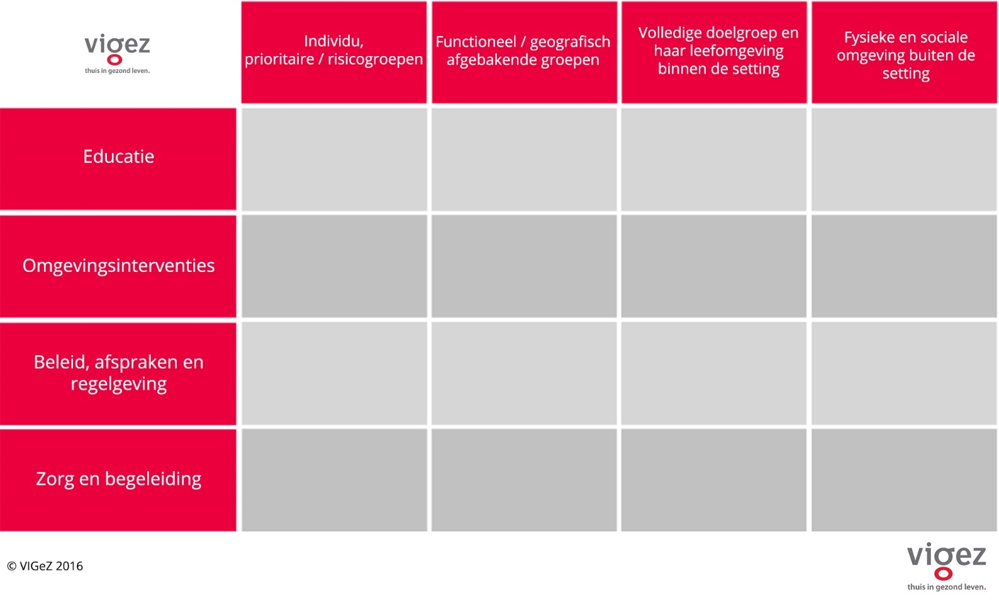 vigez
thuis in gezond leven.
Individu,
prioritaire / risicogroepen
Functioneel / geografisch
afgebakende groepen
Volledige doelgroep en
haar leefomgeving
binnen de setting
Fysieke en sociale
omgeving buiten de
setting
Educatie
Omgevingsinterventies
Beleid, afspraken en
regelgeving
Zorg en begeleiding
© VIGeZ 2016
vigez
thuis in gezond leven.